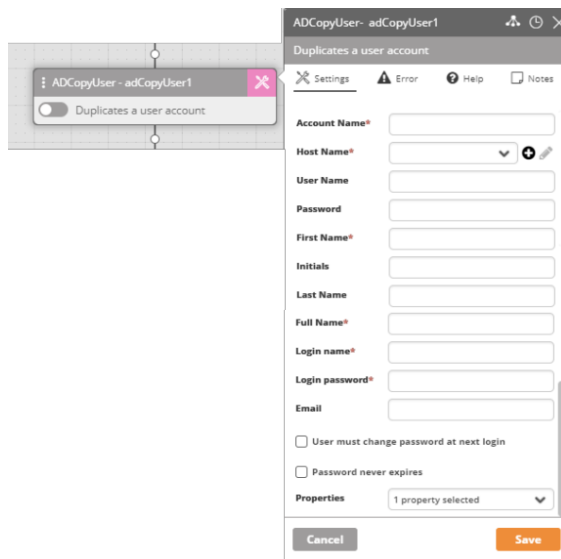 ADCopyUser- adCopyUser1
Duplicates a user account
ADCopyUser - adCopyUser1
Duplicates a user account
Settings
Error
Help
Notes
Account Name*
Host Name*
User Name
Password
First Name*
Initials
Last Name
Full Name*
Login name*
Login password*
Email
User must change password at next login
Password never expires
Properties
1 property selected
Cancel
Save